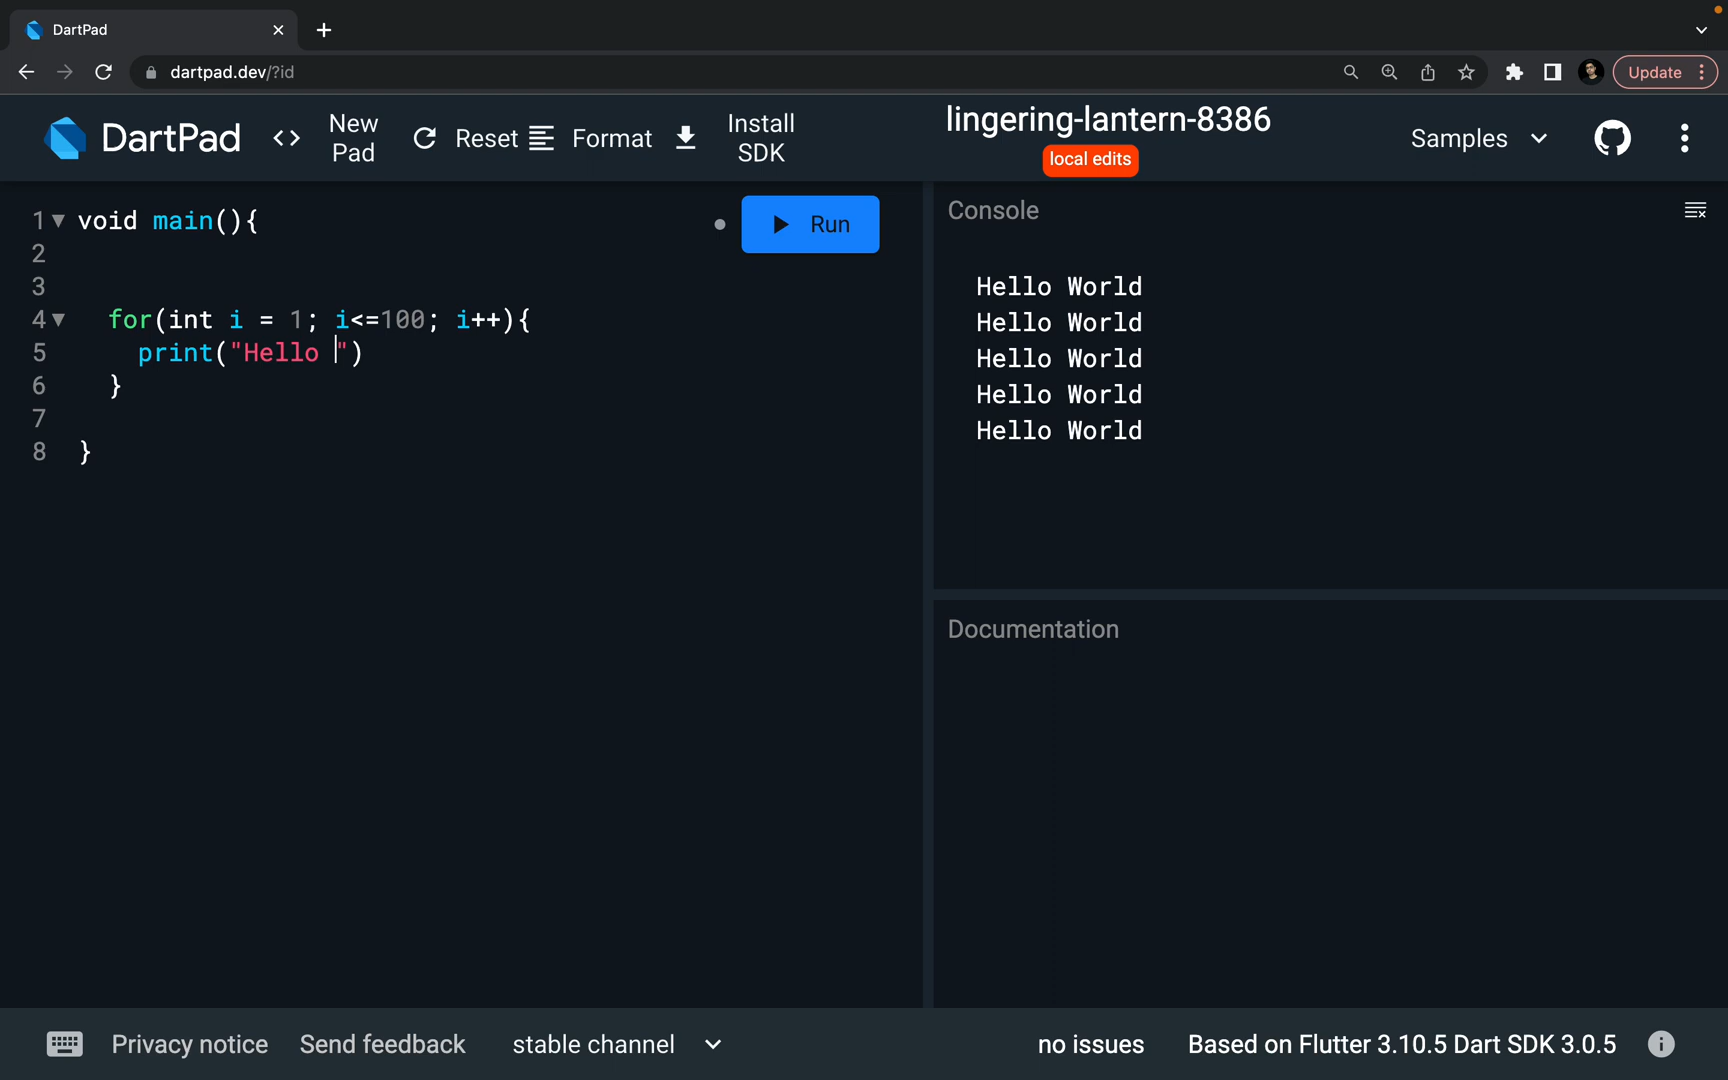 DartPad
dartpad.dev/?id
Update
DartPad
<>
New Pad
Reset
Format
Install SDK
lingering-lantern-8386
local edits
Samples
1 void main(){
2
3
4 for(int i = 1; i<=100; i++){
5 print("Hello ")
6 }
7
8 }
Run
Console
Hello World
Hello World
Hello World
Hello World
Hello World
Documentation
Privacy notice
Send feedback
stable channel
no issues
Based on Flutter 3.10.5 Dart SDK 3.0.5